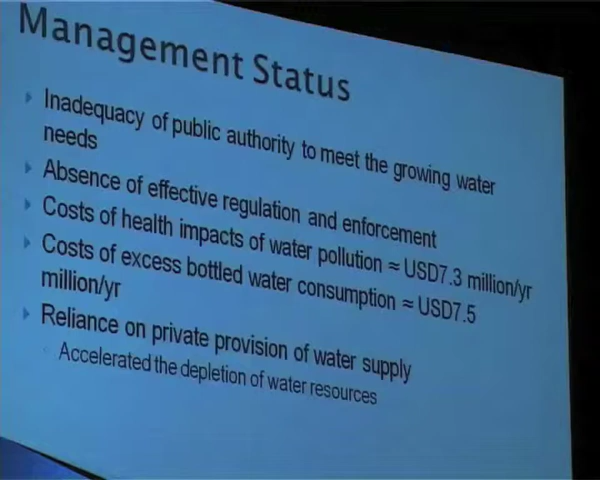 Management Status
Inadequacy of public authority to meet the growing water
needs
Absence of effective regulation and enforcement
Costs of health impacts of water pollution ≈ USD7.3 million/yr
Costs of excess bottled water consumption ≈ USD7.5
million/yr
Reliance on private provision of water supply
Accelerated the depletion of water resources